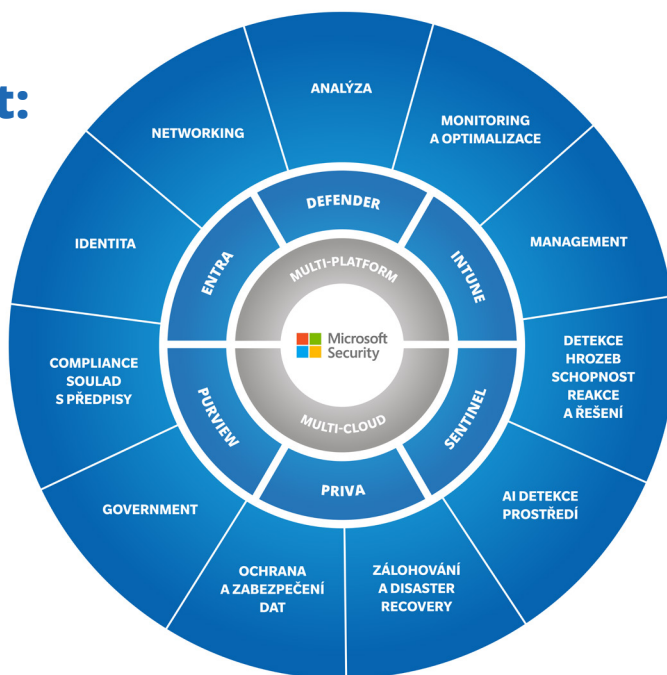 t:
ANALÝZA
MONITORING
A OPTIMALIZACE
MANAGEMENT
DETEKCE
HROZEB
SCHOPNOST
REAKCE
A ŘEŠENÍ
AI DETEKCE
PROSTŘEDÍ
ZÁLOHOVÁNÍ
A DISASTER
RECOVERY
OCHRANA
A ZABEZPEČENÍ
DAT
GOVERNMENT
COMPLIANCE
SOULAD
S PŘEDPISY
IDENTITA
NETWORKING
DEFENDER
INTUNE
SENTINEL
PRIVA
PURVIEW
ENTRA
MULTI-PLATFORM
MULTI-CLOUD
Microsoft
Security